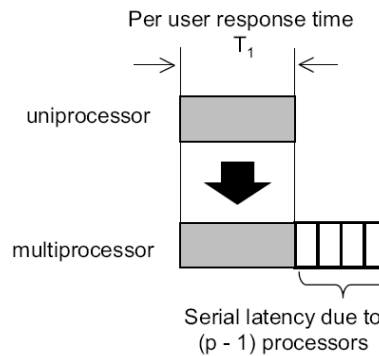 Per user response time
T₁
uniprocessor
multiprocessor
Serial latency due to
(p - 1) processors